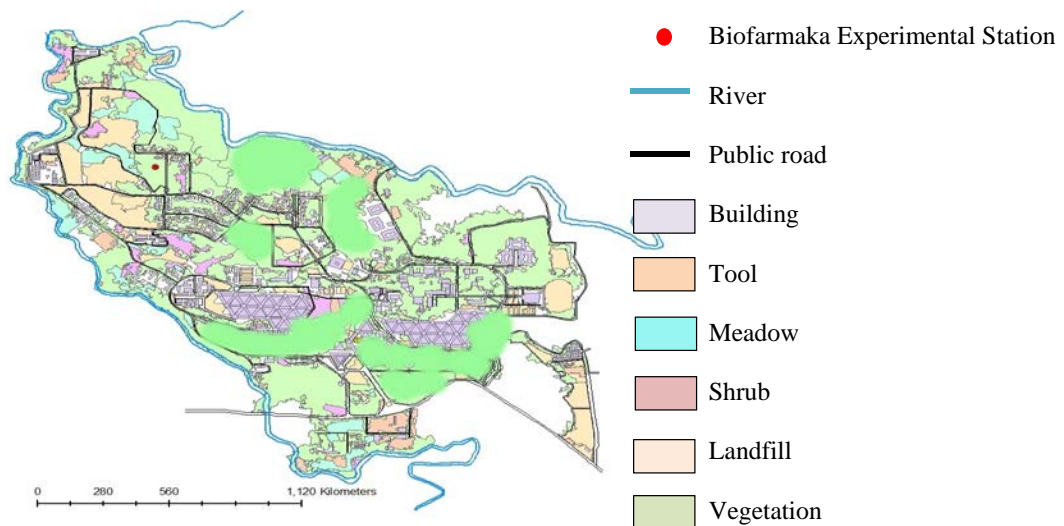 Biofarmaka Experimental Station
River
Public road
Building
Tool
Meadow
Shrub
Landfill
Vegetation
0 280 560 1,120 Kilometers